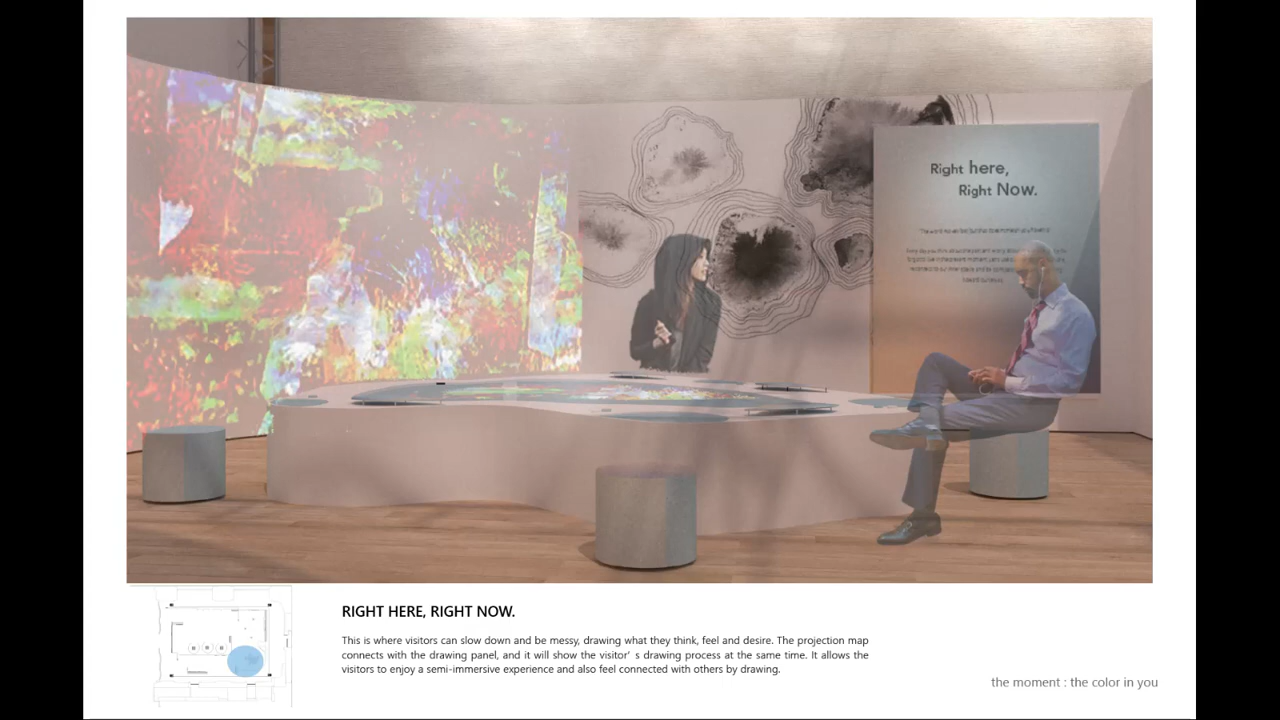 Right here,
Right Now.
RIGHT HERE, RIGHT NOW.
This is where visitors can slow down and be messy, drawing what they think, feel and desire. The projection map
connects with the drawing panel, and it will show the visitor' s drawing process at the same time. It allows the
visitors to enjoy a semi-immersive experience and also feel connected with others by drawing.
the moment : the color in you